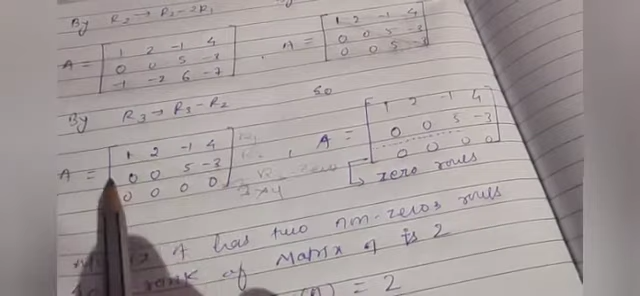 By R₂ → R₂ - 2R₁
A = [ 1 2 -1 4
0 0 5 -3
-1 -2 6 -7 ] , A = [ 1 2 -1 4
0 0 5 -3
0 0 5 -3 ]
By R₃ → R₃ - R₂ So
A = [ 1 2 -1 4
0 0 5 -3
0 0 0 0 ] , A = [ 1 2 -1 4
0 0 5 -3
0 0 0 0 ]
→ zero rows
A has two non-zeros rows
rank of Matrix A is 2
(A) = 2